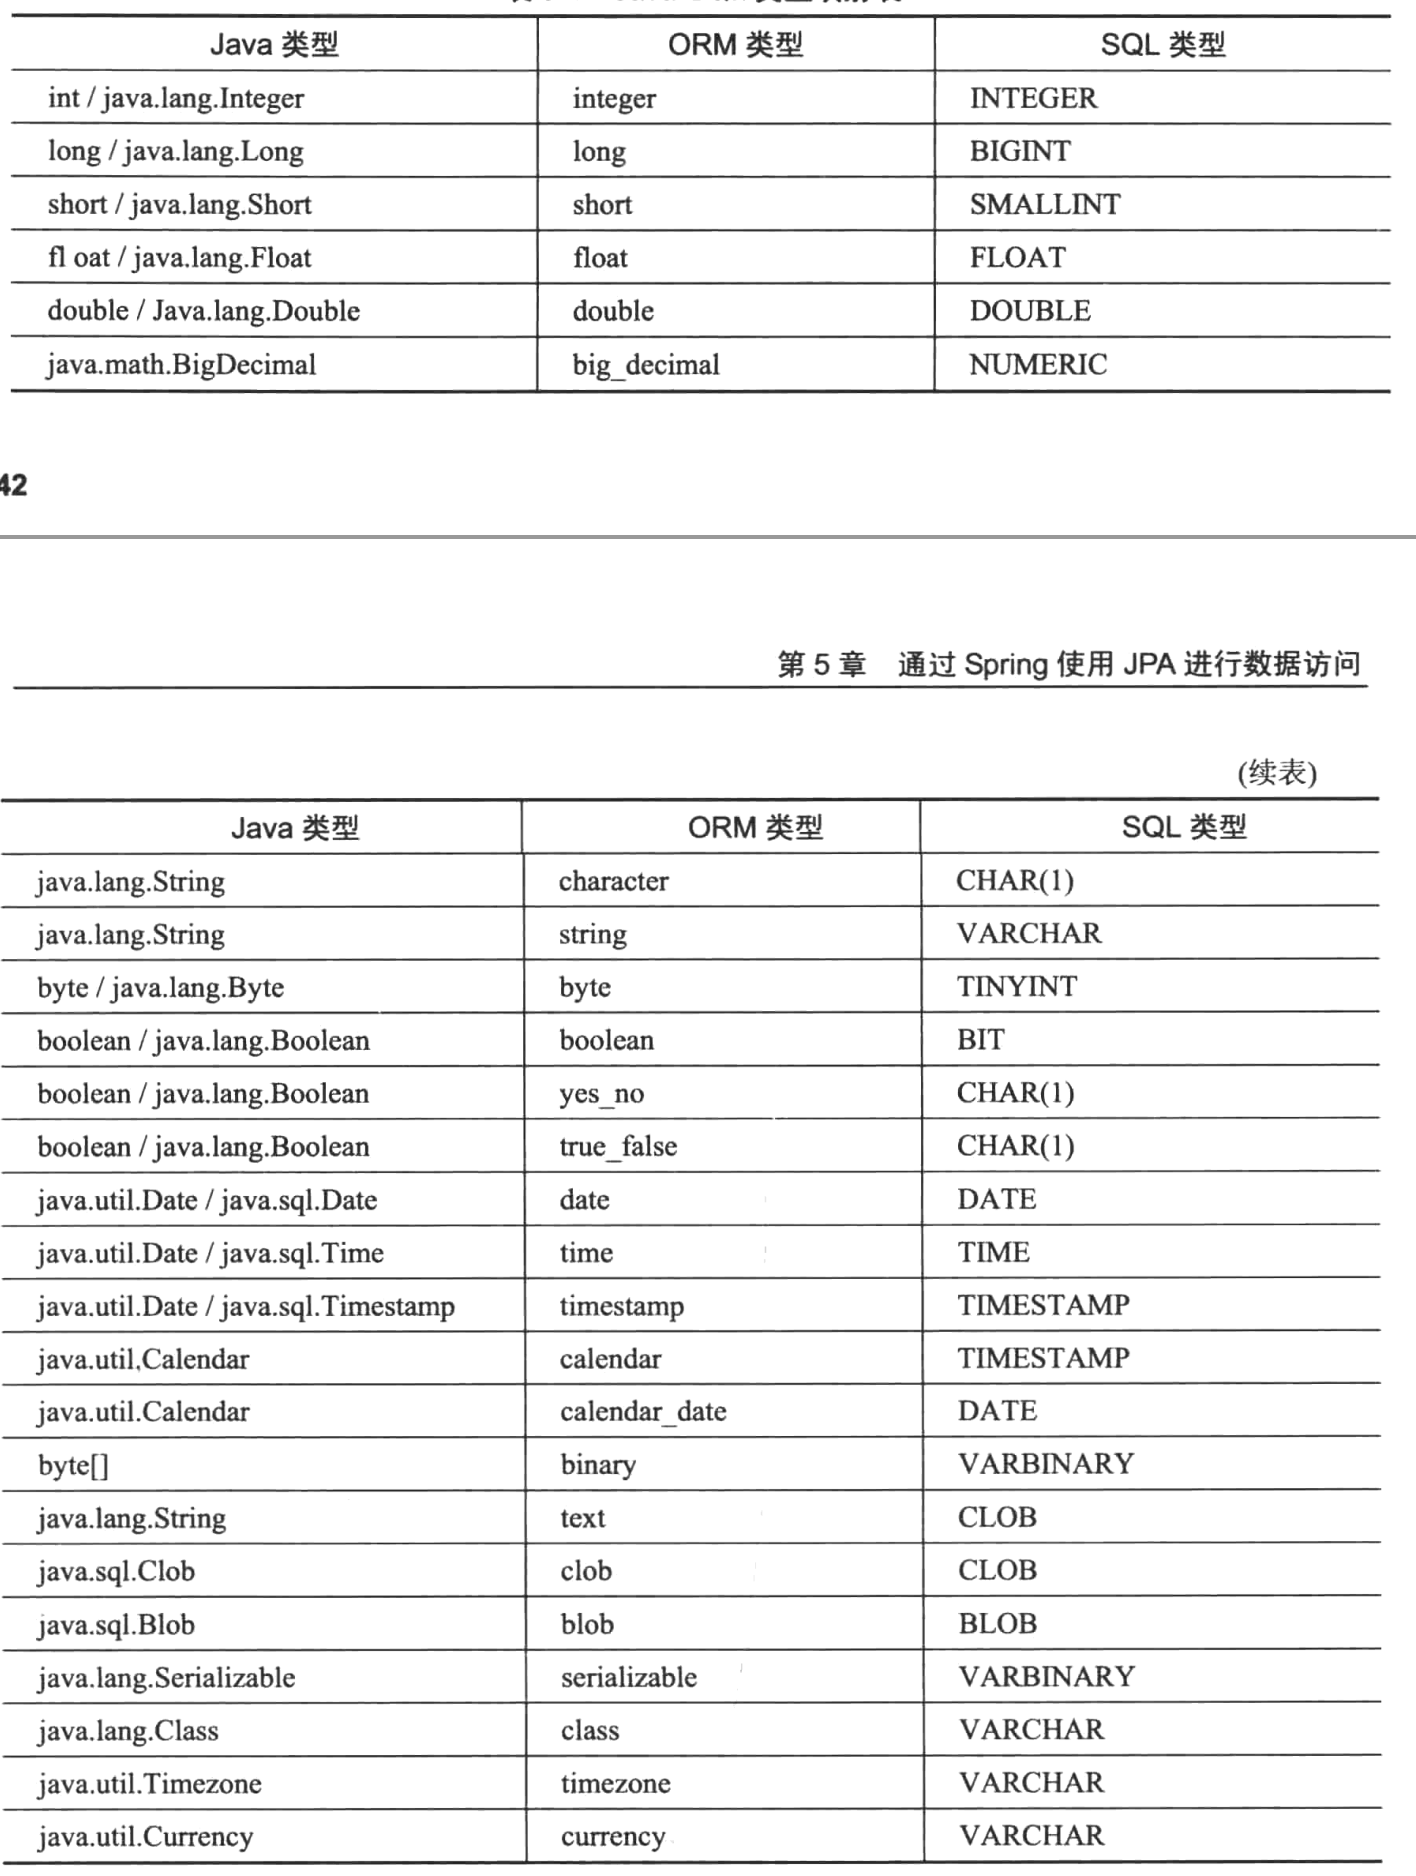 Java 类型 ORM 类型 SQL 类型
int / java.lang.Integer integer INTEGER
long / java.lang.Long long BIGINT
short / java.lang.Short short SMALLINT
fl oat / java.lang.Float float FLOAT
double / Java.lang.Double double DOUBLE
java.math.BigDecimal big_decimal NUMERIC
42
第 5 章 通过 Spring 使用 JPA 进行数据访问
(续表)
Java 类型 ORM 类型 SQL 类型
java.lang.String character CHAR(1)
java.lang.String string VARCHAR
byte / java.lang.Byte byte TINYINT
boolean / java.lang.Boolean boolean BIT
boolean / java.lang.Boolean yes_no CHAR(1)
boolean / java.lang.Boolean true_false CHAR(1)
java.util.Date / java.sql.Date date DATE
java.util.Date / java.sql.Time time TIME
java.util.Date / java.sql.Timestamp timestamp TIMESTAMP
java.util,Calendar calendar TIMESTAMP
java.util.Calendar calendar_date DATE
byte[] binary VARBINARY
java.lang.String text CLOB
java.sql.Clob clob CLOB
java.sql.Blob blob BLOB
java.lang.Serializable serializable VARBINARY
java.lang.Class class VARCHAR
java.util.Timezone timezone VARCHAR
java.util.Currency currency VARCHAR